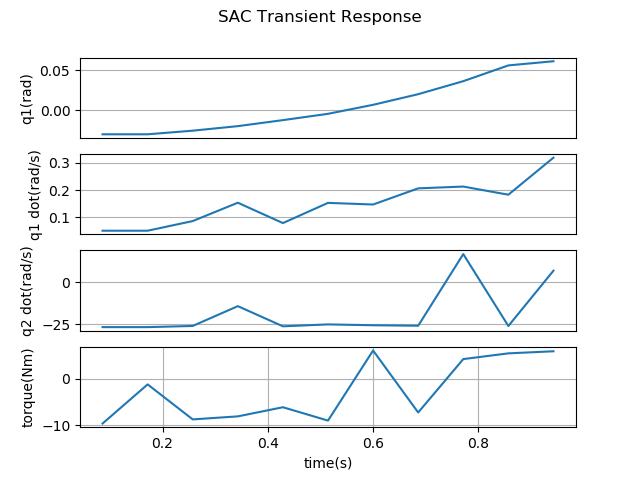 SAC Transient Response
q1(rad)
0.05
0.00
q1 dot(rad/s)
0.3
0.2
0.1
q2 dot(rad/s)
0
−25
torque(Nm)
0
−10
0.2 0.4 0.6 0.8
time(s)